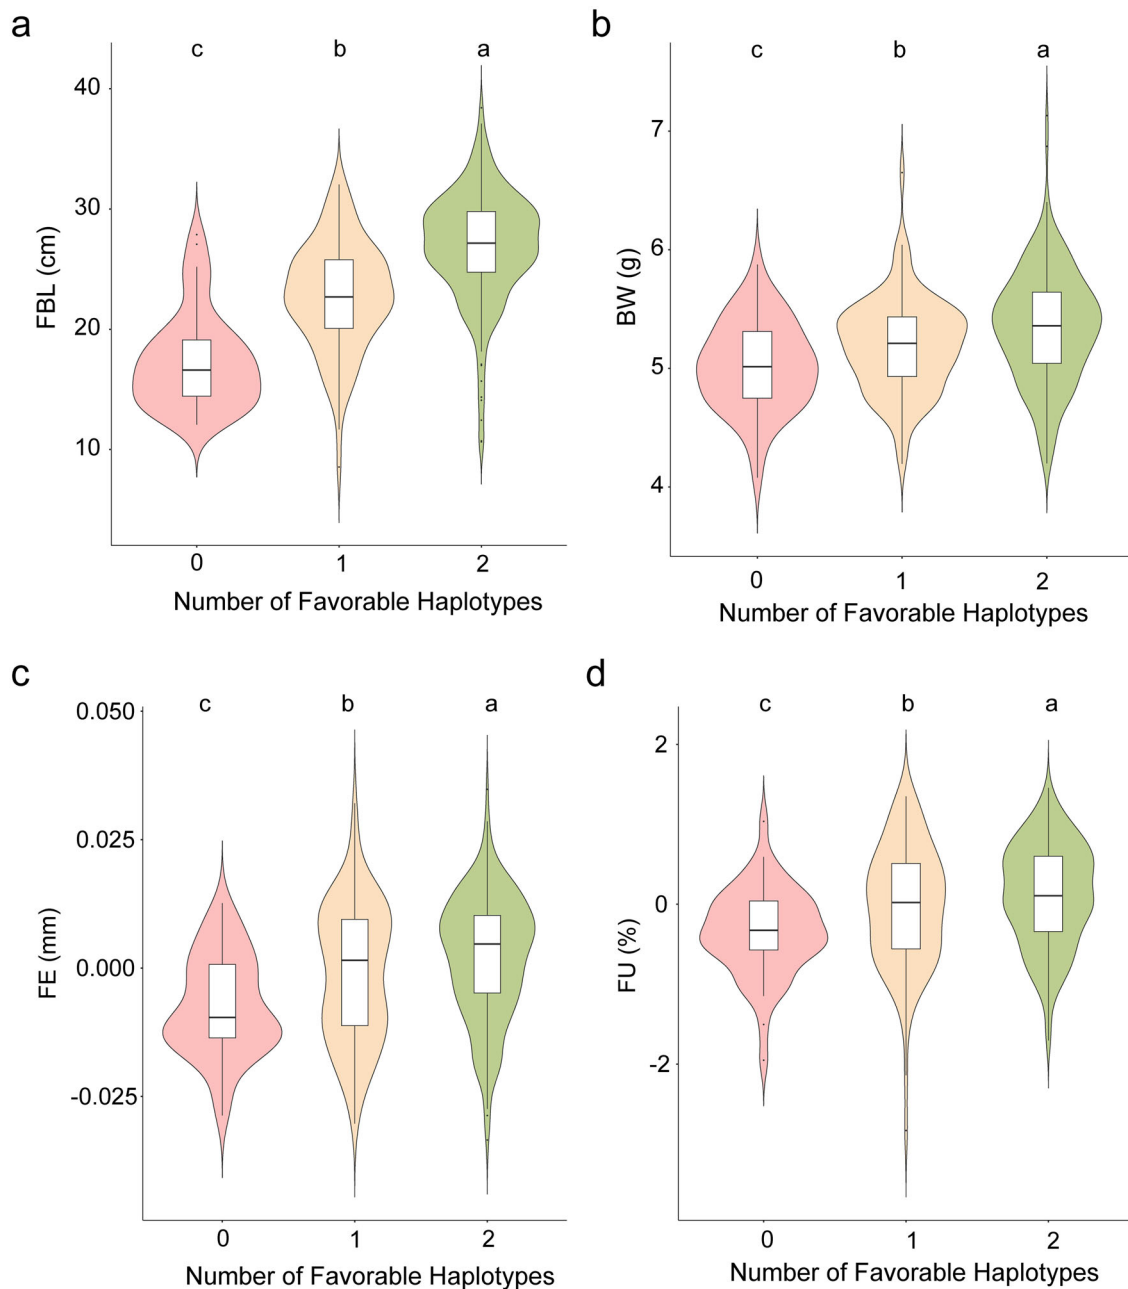 a
c b a
40
30
20
10
FBL (cm)
0 1 2
Number of Favorable Haplotypes
b
c b a
7
6
5
4
BW (g)
0 1 2
Number of Favorable Haplotypes
c
c b a
0.050
0.025
0.000
-0.025
FE (mm)
0 1 2
Number of Favorable Haplotypes
d
c b a
2
0
-2
FU (%)
0 1 2
Number of Favorable Haplotypes